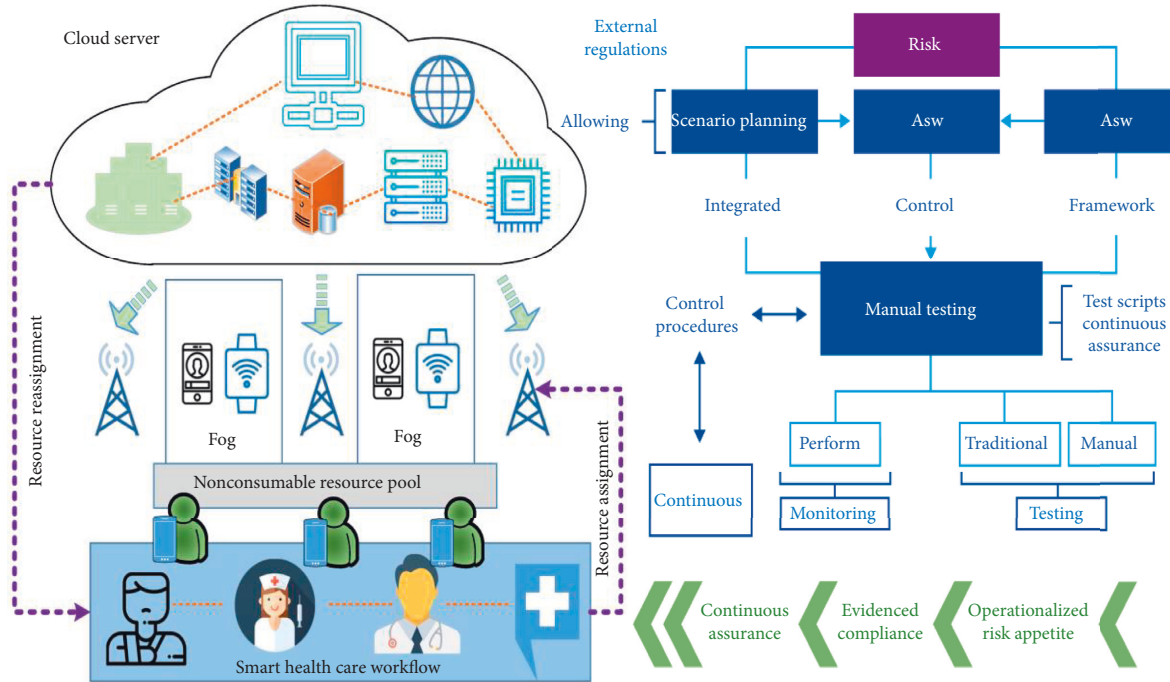 Cloud server
Resource reassignment
Fog
Fog
Nonconsumable resource pool
Resource assignment
Smart health care workflow
External
regulations
Risk
Allowing
Scenario planning
Asw
Asw
Integrated
Control
Framework
Control
procedures
Manual testing
Test scripts
continuous
assurance
Perform
Traditional
Manual
Continuous
Monitoring
Testing
Continuous
assurance
Evidenced
compliance
Operationalized
risk appetite